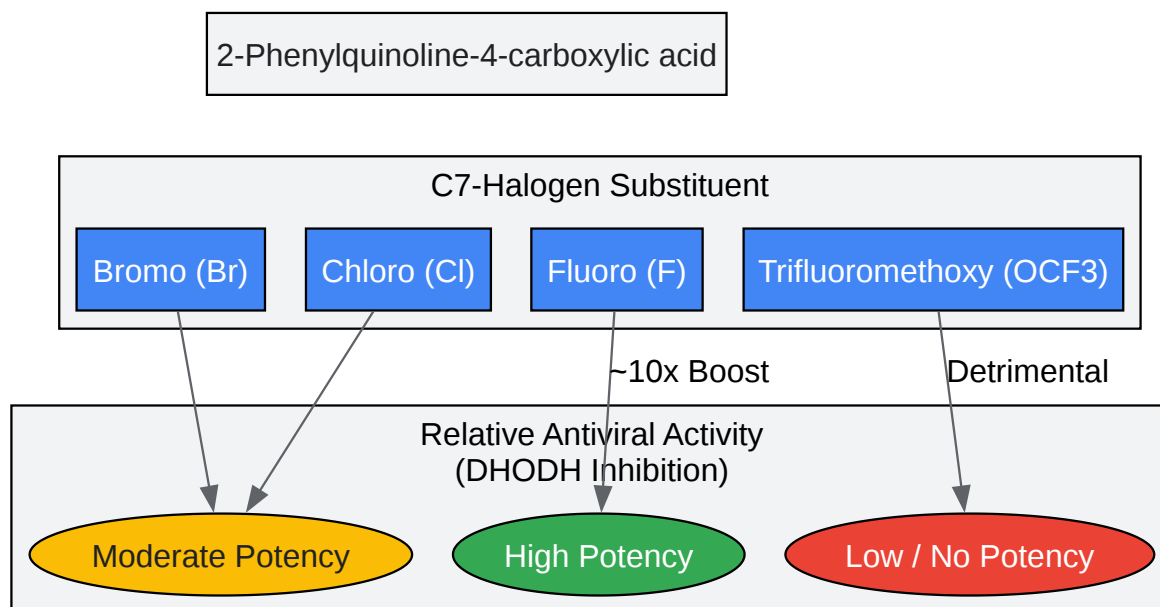 2-Phenylquinoline-4-carboxylic acid
C7-Halogen Substituent
Bromo (Br)
Chloro (Cl)
Fluoro (F)
Trifluoromethoxy (OCF3)
~10x Boost
Detrimental
Relative Antiviral Activity
(DHODH Inhibition)
Moderate Potency
High Potency
Low / No Potency